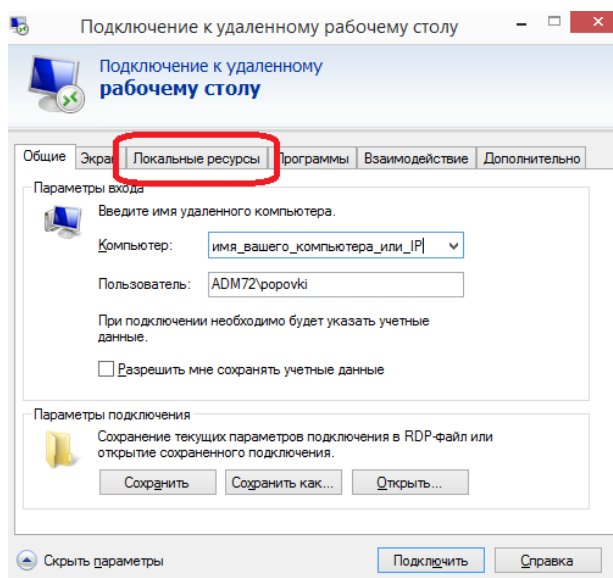 Подключение к удаленному рабочему столу
Подключение к удаленному
рабочему столу
Общие Экран Локальные ресурсы Программы Взаимодействие Дополнительно
Параметры входа
Введите имя удаленного компьютера.
Компьютер: имя_вашего_компьютера_или_IP
Пользователь: ADM72\popovki
При подключении необходимо будет указать учетные
данные.
Разрешить мне сохранять учетные данные
Параметры подключения
Сохранение текущих параметров подключения в RDP-файл или
открытие сохраненного подключения.
Сохранить Сохранить как... Открыть...
Скрыть параметры Подключить Справка